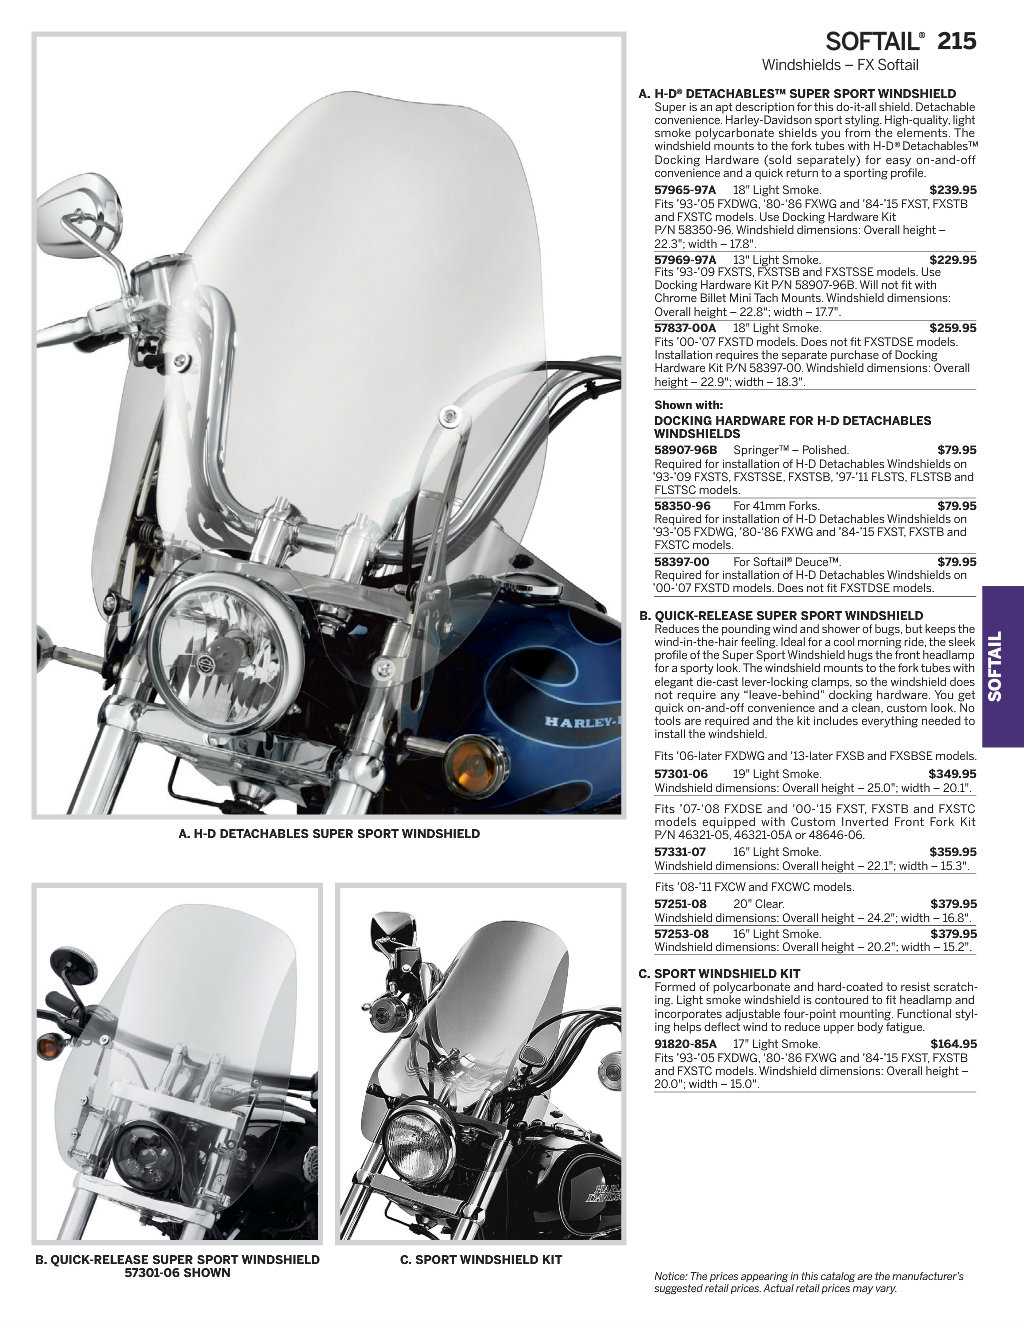 SOFTAIL® 215
Windshields – FX Softail
A. H-D® DETACHABLES™ SUPER SPORT WINDSHIELD
Super is an apt description for this do-it-all shield. Detachable
convenience. Harley-Davidson sport styling. High-quality, light
smoke polycarbonate shields you from the elements. The
windshield mounts to the fork tubes with H-D® Detachables™
Docking Hardware (sold separately) for easy on-and-off
convenience and a quick return to a sporting profile.
57965-97A 18" Light Smoke. $239.95
Fits '93-'05 FXDWG, '80-'86 FXWG and '84-'15 FXST, FXSTB
and FXSTC models. Use Docking Hardware Kit
P/N 58350-96. Windshield dimensions: Overall height –
22.3"; width – 17.8".
57969-97A 13" Light Smoke. $229.95
Fits '93-'09 FXSTS, FXSTSB and FXSTSSE models. Use
Docking Hardware Kit P/N 58907-96B. Will not fit with
Chrome Billet Mini Tach Mounts. Windshield dimensions:
Overall height – 22.8"; width – 17.7".
57837-00A 18" Light Smoke. $259.95
Fits '00-'07 FXSTD models. Does not fit FXSTDSE models.
Installation requires the separate purchase of Docking
Hardware Kit P/N 58397-00. Windshield dimensions: Overall
height – 22.9"; width – 18.3".
Shown with:
DOCKING HARDWARE FOR H-D DETACHABLES
WINDSHIELDS
58907-96B Springer™ – Polished. $79.95
Required for installation of H-D Detachables Windshields on
'93-'09 FXSTS, FXSTSSE, FXSTSB, '97-'11 FLSTS, FLSTSB and
FLSTSC models.
58350-96 For 41mm Forks. $79.95
Required for installation of H-D Detachables Windshields on
'93-'05 FXDWG, '80-'86 FXWG and '84-'15 FXST, FXSTB and
FXSTC models.
58397-00 For Softail® Deuce™. $79.95
Required for installation of H-D Detachables Windshields on
'00-'07 FXSTD models. Does not fit FXSTDSE models.
B. QUICK-RELEASE SUPER SPORT WINDSHIELD
Reduces the pounding wind and shower of bugs, but keeps the
wind-in-the-hair feeling. Ideal for a cool morning ride, the sleek
profile of the Super Sport Windshield hugs the front headlamp
for a sporty look. The windshield mounts to the fork tubes with
elegant die-cast lever-locking clamps, so the windshield does
not require any “leave-behind” docking hardware. You get
quick on-and-off convenience and a clean, custom look. No
tools are required and the kit includes everything needed to
install the windshield.
Fits '06-later FXDWG and '13-later FXSB and FXSBSE models.
57301-06 19" Light Smoke. $349.95
Windshield dimensions: Overall height – 25.0"; width – 20.1".
Fits '07-'08 FXDSE and '00-'15 FXST, FXSTB and FXSTC
models equipped with Custom Inverted Front Fork Kit
P/N 46321-05, 46321-05A or 48646-06.
57331-07 16" Light Smoke. $359.95
Windshield dimensions: Overall height – 22.1"; width – 15.3".
Fits '08-'11 FXCW and FXCWC models.
57251-08 20" Clear. $379.95
Windshield dimensions: Overall height – 24.2"; width – 16.8".
57253-08 16" Light Smoke. $379.95
Windshield dimensions: Overall height – 20.2"; width – 15.2".
C. SPORT WINDSHIELD KIT
Formed of polycarbonate and hard-coated to resist scratch-
ing. Light smoke windshield is contoured to fit headlamp and
incorporates adjustable four-point mounting. Functional styl-
ing helps deflect wind to reduce upper body fatigue.
91820-85A 17" Light Smoke. $164.95
Fits '93-'05 FXDWG, '80-'86 FXWG and '84-'15 FXST, FXSTB
and FXSTC models. Windshield dimensions: Overall height –
20.0"; width – 15.0".
SOFTAIL
HARLEY-
A. H-D DETACHABLES SUPER SPORT WINDSHIELD
B. QUICK-RELEASE SUPER SPORT WINDSHIELD
57301-06 SHOWN
C. SPORT WINDSHIELD KIT
Notice: The prices appearing in this catalog are the manufacturer's
suggested retail prices. Actual retail prices may vary.